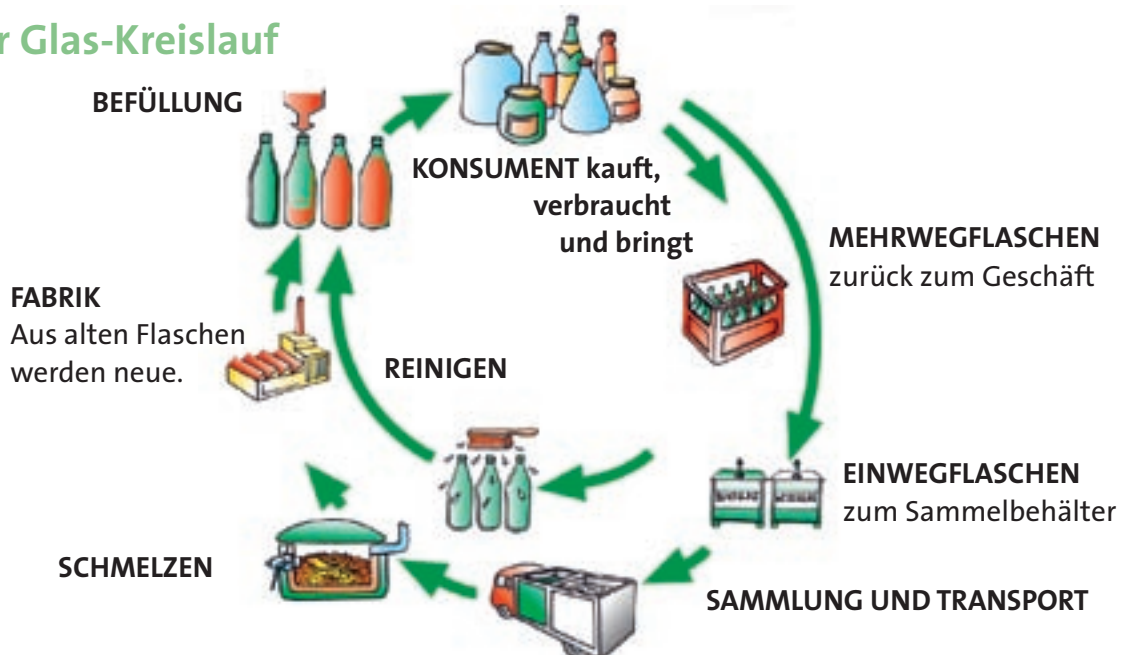 r Glas-Kreislauf
BEFÜLLUNG
KONSUMENT kauft,
verbraucht
und bringt
MEHRWEGFLASCHEN
zurück zum Geschäft
FABRIK
Aus alten Flaschen
werden neue.
REINIGEN
EINWEGFLASCHEN
zum Sammelbehälter
SCHMELZEN
SAMMLUNG UND TRANSPORT